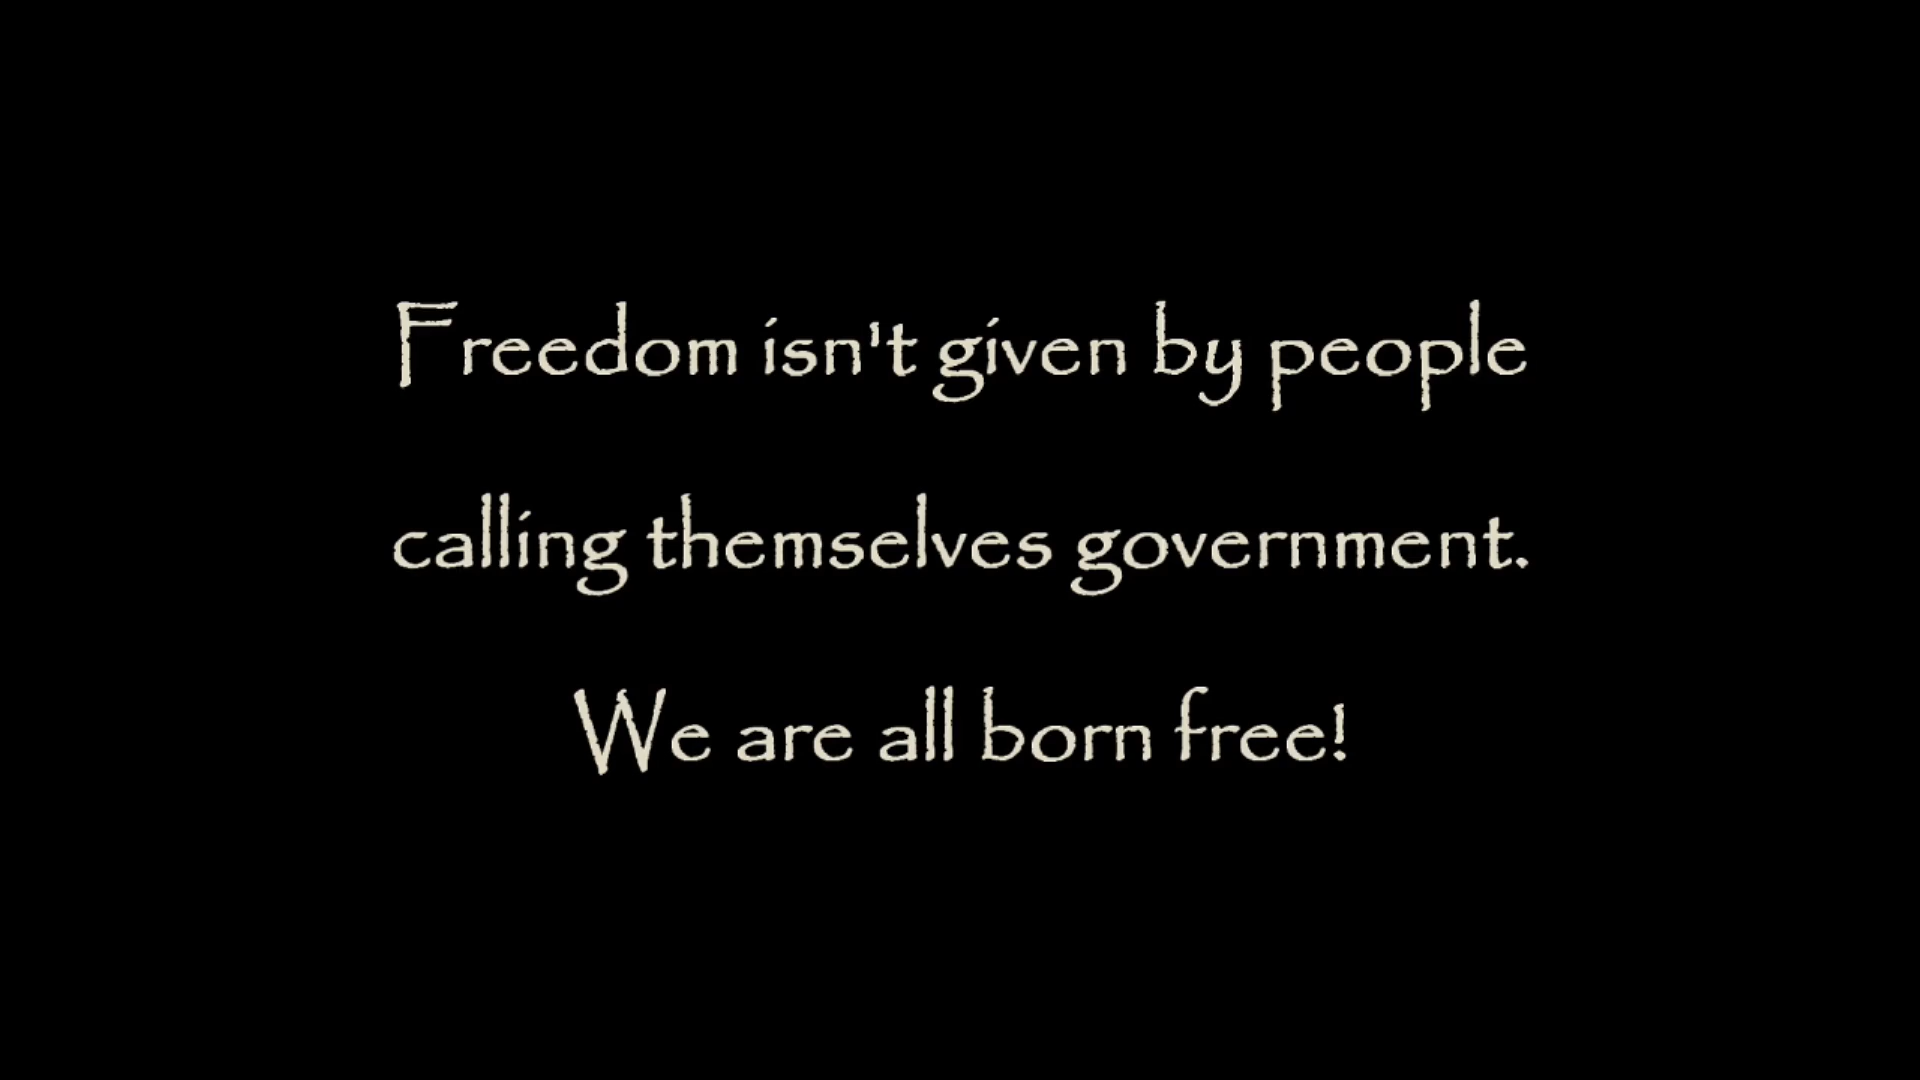 Freedom isn't given by people
calling themselves government.
We are all born free!